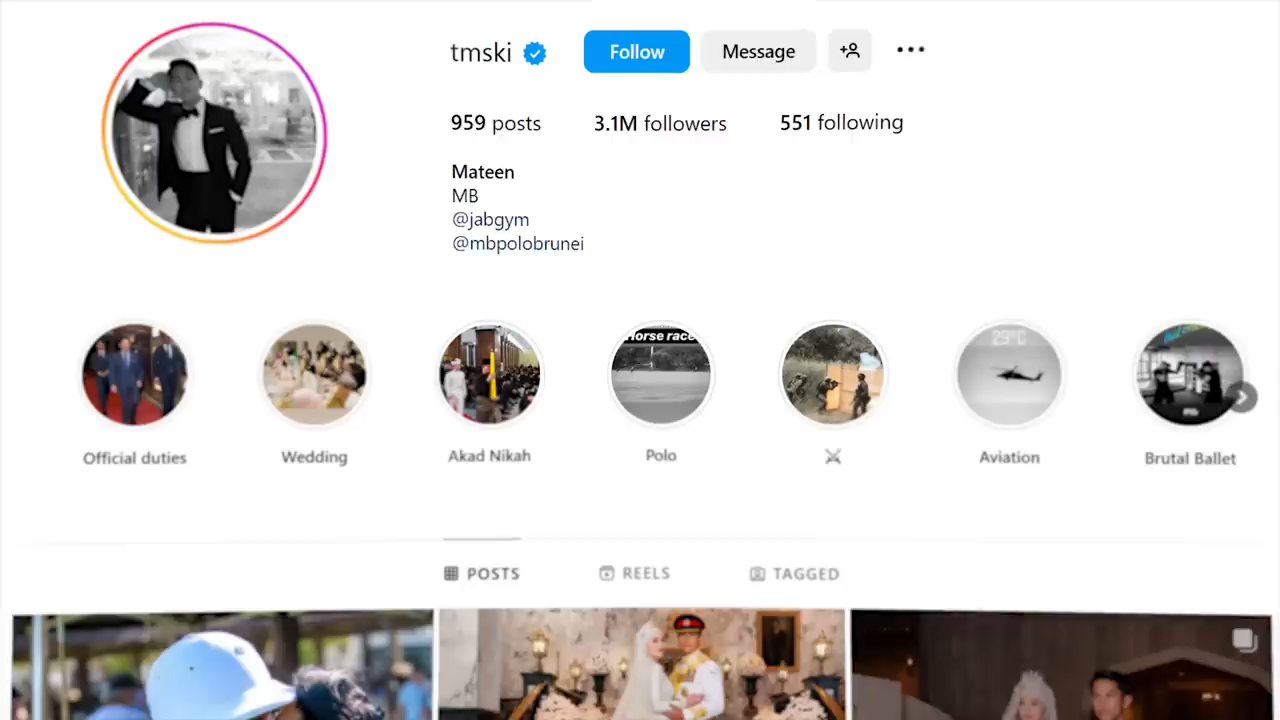 tmski
Follow
Message
959 posts
3.1M followers
551 following
Mateen
MB
@jabgym
@mbpolobrunei
Horse race
29°C
Official duties
Wedding
Akad Nikah
Polo
Aviation
Brutal Ballet
POSTS
REELS
TAGGED